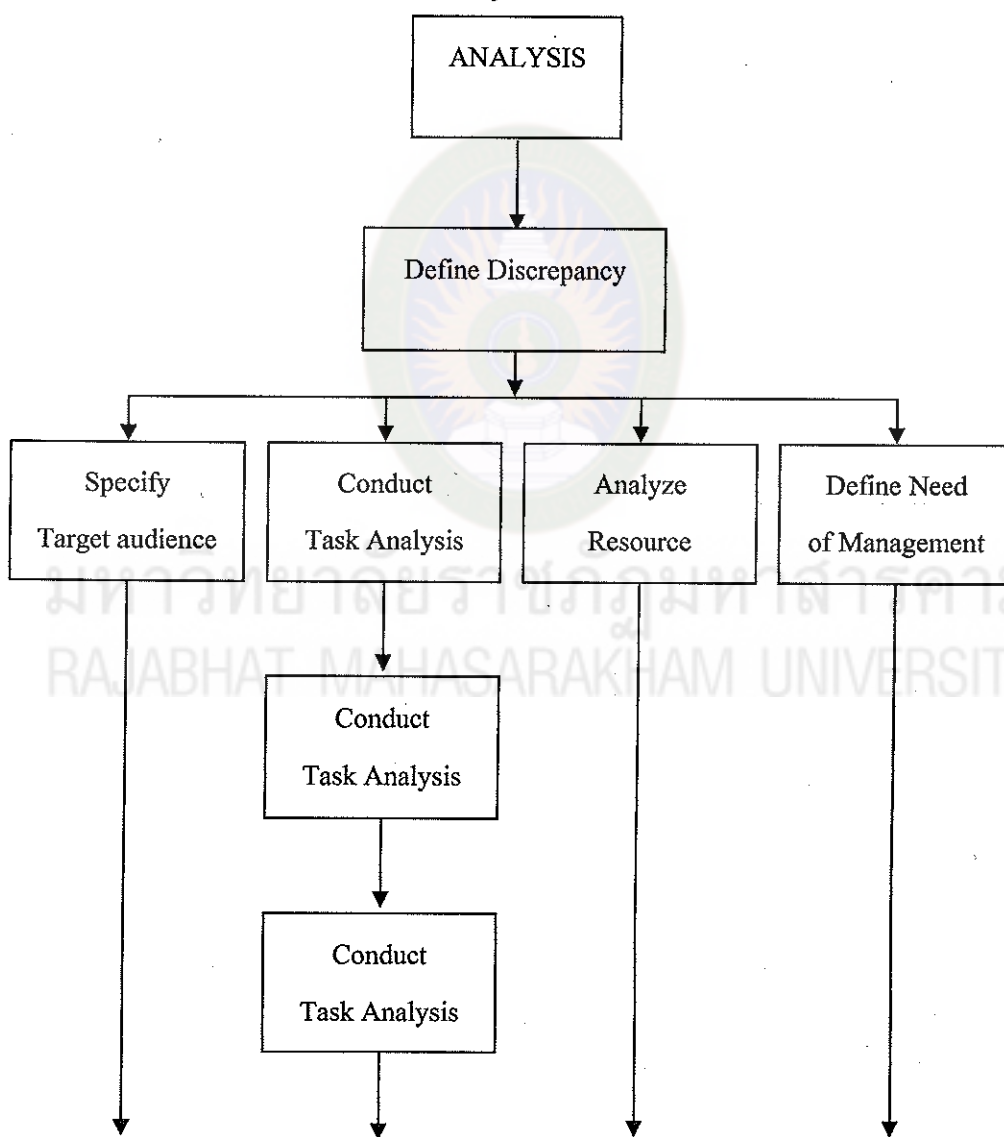 ANALYSIS
Define Discrepancy
Specify
Target audience
Conduct
Task Analysis
Analyze
Resource
Define Need
of Management
มหาวิทยาลัยราชภัฏมหาสารคาม
RAJABHAT MAHASARAKHAM UNIVERSIT
Conduct
Task Analysis
Conduct
Task Analysis